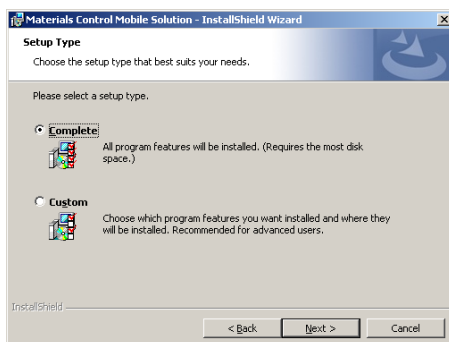 Materials Control Mobile Solution - InstallShield Wizard
Setup Type
Choose the setup type that best suits your needs.
Please select a setup type.
Complete
All program features will be installed. (Requires the most disk
space.)
Custom
Choose which program features you want installed and where they
will be installed. Recommended for advanced users.
InstallShield
< Back Next > Cancel